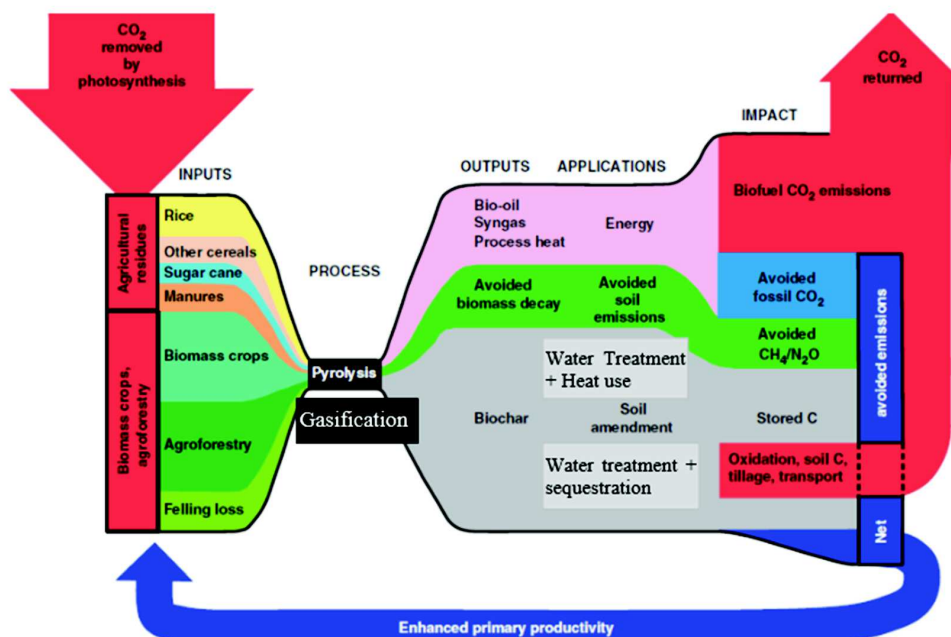 CO2
removed
by
photosynthesis
CO2
returned
IMPACT
INPUTS
OUTPUTS
APPLICATIONS
PROCESS
Agricultural
residues
Rice
Other cereals
Sugar cane
Manures
Biomass crops,
agroforestry
Biomass crops
Agroforestry
Felling loss
Pyrolysis
Gasification
Bio-oil
Syngas
Process heat
Energy
Biofuel CO2 emissions
Avoided
biomass decay
Avoided
soil
emissions
Avoided
fossil CO2
Avoided
CH4/N2O
avoided emissions
Water Treatment
+ Heat use
Biochar
Soil
amendment
Stored C
Water treatment +
sequestration
Oxidation, soil C,
tillage, transport
Net
Enhanced primary productivity